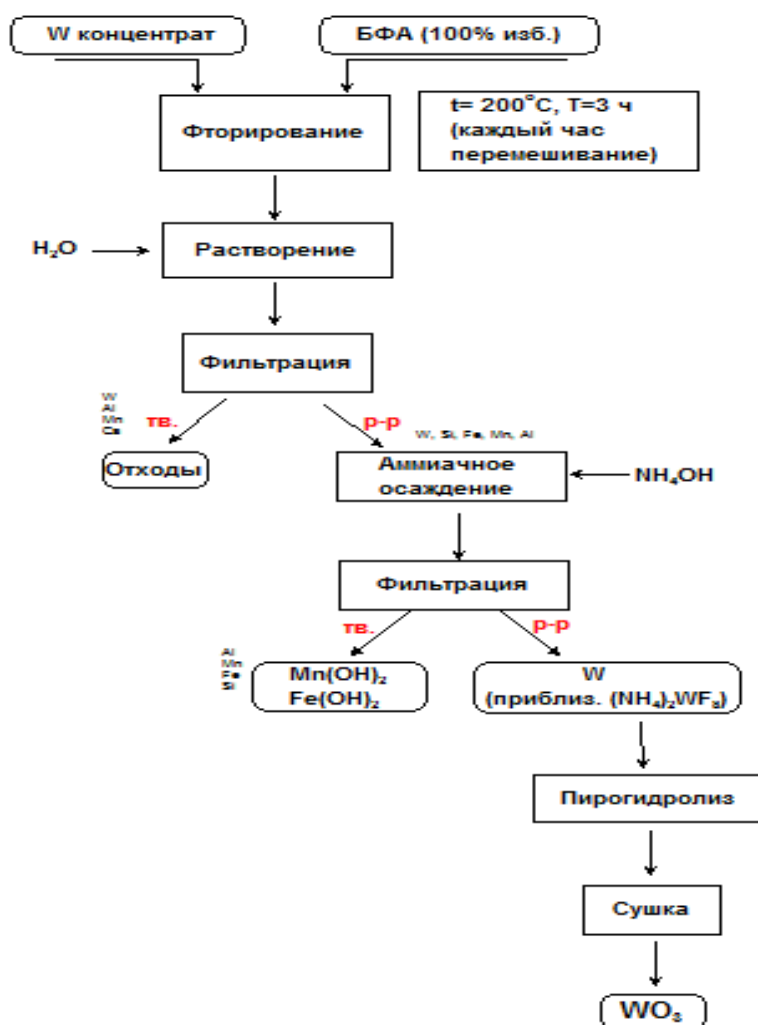 W концентрат
БФА (100% изб.)
Фторирование
t= 200°C, T=3 ч
(каждый час
перемешивание)
H₂O
Растворение
Фильтрация
W
Al
Mn
Ca
тв.
р-р
W, Si, Fe, Mn, Al
Отходы
Аммиачное
осаждение
NH₄OH
Фильтрация
тв.
р-р
Al
Mn
Fe
Si
Mn(OH)₂
Fe(OH)₂
W
(приблиз. (NH₄)₂WF₈)
Пирогидролиз
Сушка
WO₃